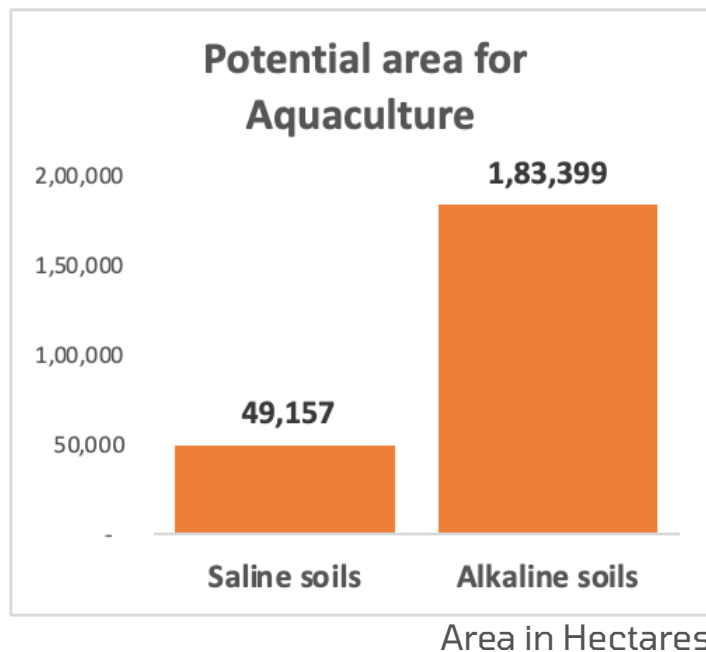 Potential area for
Aquaculture
2,00,000
1,83,399
1,50,000
1,00,000
49,157
50,000
-
Saline soils
Alkaline soils
Area in Hectares